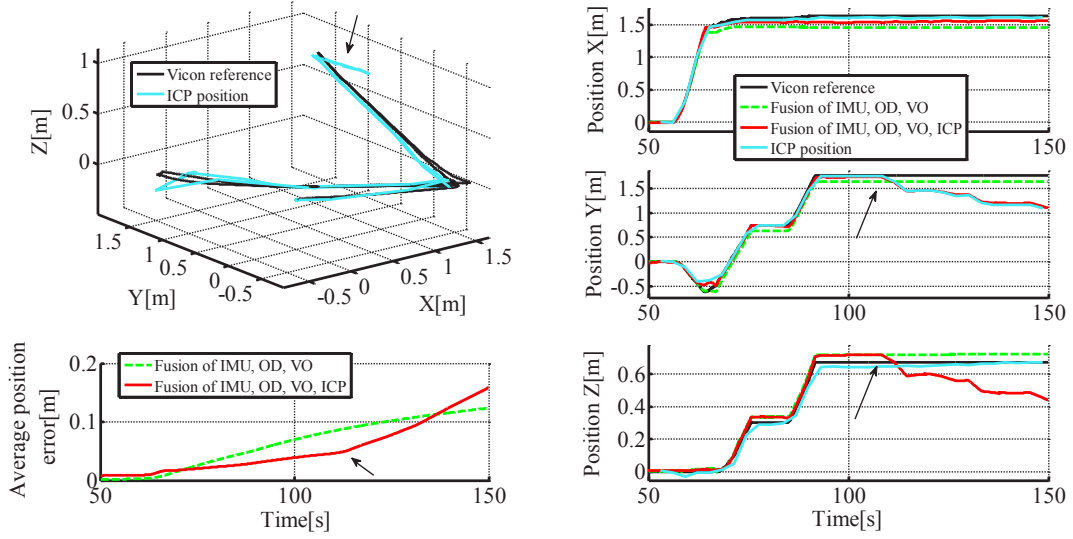 1
0.5
0
Z[m]
Vicon reference
ICP position
1.5
1
0.5
0
-0.5
Y[m]
-0.5
0
0.5
1
1.5
X[m]
0.2
0.1
0
Average position
error[m]
Fusion of IMU, OD, VO
Fusion of IMU, OD, VO, ICP
50
100
150
Time[s]
1.5
1
0.5
0
Position X[m]
50
100
150
Vicon reference
Fusion of IMU, OD, VO
Fusion of IMU, OD, VO, ICP
ICP position
1.5
1
0.5
0
-0.5
Position Y[m]
50
100
150
0.6
0.4
0.2
0
Position Z[m]
50
100
150
Time[s]